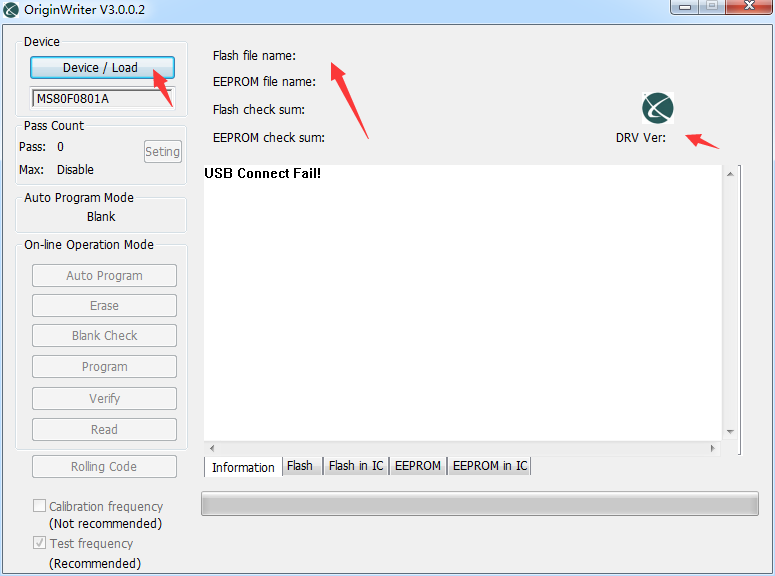 OriginWriter V3.0.0.2
Device
Device / Load
MS80F0801A
Pass Count
Pass: 0
Seting
Max: Disable
Auto Program Mode
Blank
On-line Operation Mode
Auto Program
Erase
Blank Check
Program
Verify
Read
Rolling Code
Calibration frequency
(Not recommended)
Test frequency
(Recommended)
Flash file name:
EEPROM file name:
Flash check sum:
EEPROM check sum:
DRV Ver:
USB Connect Fail!
Information Flash Flash in IC EEPROM EEPROM in IC